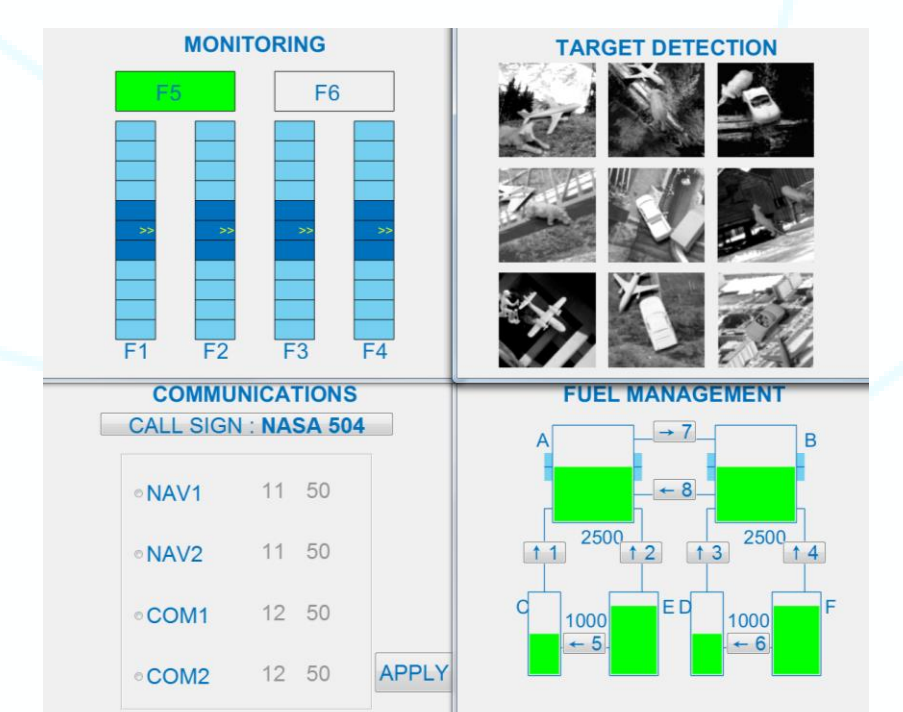 MONITORING
F5 F6
>> >> >> >>
F1 F2 F3 F4
TARGET DETECTION
COMMUNICATIONS
CALL SIGN : NASA 504
NAV1 11 50
NAV2 11 50
COM1 12 50
COM2 12 50
APPLY
FUEL MANAGEMENT
A → 7 B
← 8
2500 2500
↑ 1 ↑ 2 ↑ 3 ↑ 4
C 1000 E D 1000 F
← 5 ← 6